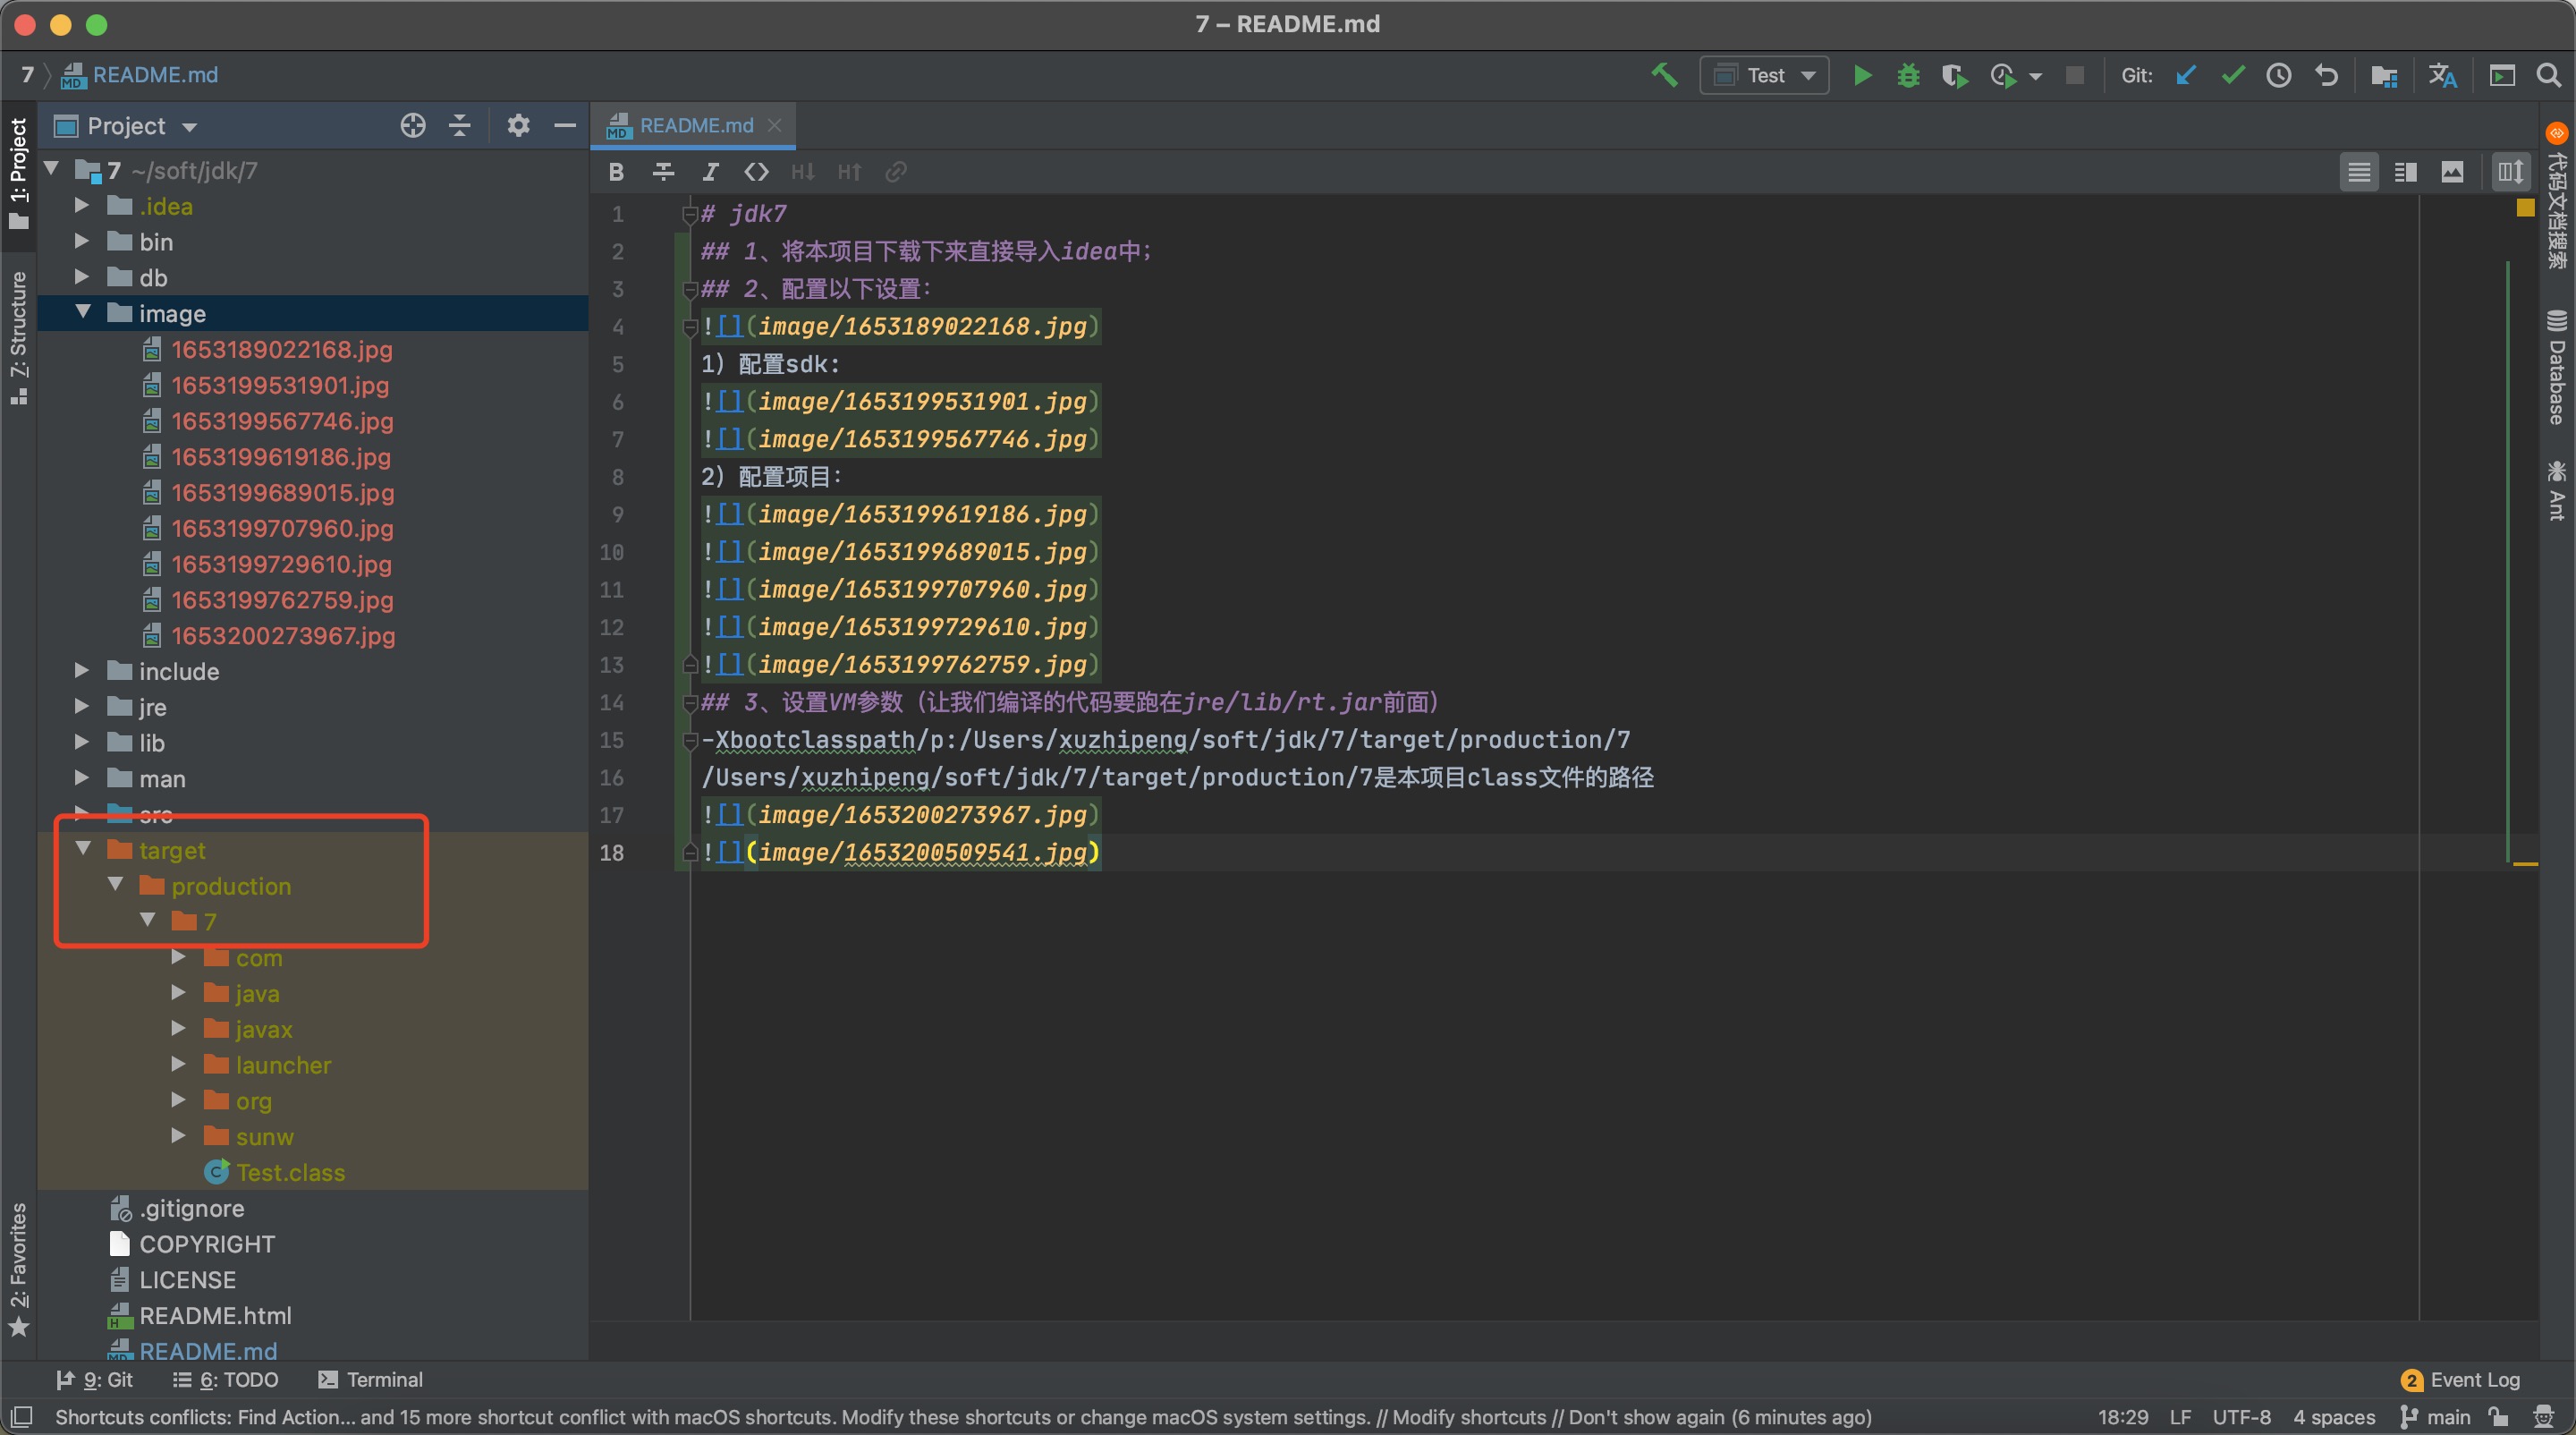 7 – README.md
7 README.md
Test
Git:
1: Project
7: Structure
2: Favorites
Project
7 ~/soft/jdk/7
.idea
bin
db
image
1653189022168.jpg
1653199531901.jpg
1653199567746.jpg
1653199619186.jpg
1653199689015.jpg
1653199707960.jpg
1653199729610.jpg
1653199762759.jpg
1653200273967.jpg
include
jre
lib
man
src
target
production
7
com
java
javax
launcher
org
sunw
Test.class
.gitignore
COPYRIGHT
LICENSE
README.html
README.md
README.md
B I <> H↓ H↑
1 # jdk7
2 ## 1、将本项目下载下来直接导入idea中；
3 ## 2、配置以下设置：
4 ![](image/1653189022168.jpg)
5 1）配置sdk：
6 ![](image/1653199531901.jpg)
7 ![](image/1653199567746.jpg)
8 2）配置项目：
9 ![](image/1653199619186.jpg)
10 ![](image/1653199689015.jpg)
11 ![](image/1653199707960.jpg)
12 ![](image/1653199729610.jpg)
13 ![](image/1653199762759.jpg)
14 ## 3、设置VM参数（让我们编译的代码要跑在jre/lib/rt.jar前面）
15 -Xbootclasspath/p:/Users/xuzhipeng/soft/jdk/7/target/production/7
16 /Users/xuzhipeng/soft/jdk/7/target/production/7是本项目class文件的路径
17 ![](image/1653200273967.jpg)
18 ![](image/1653200509541.jpg)
代码文档搜索
Database
Ant
9: Git 6: TODO Terminal
2 Event Log
Shortcuts conflicts: Find Action... and 15 more shortcut conflict with macOS shortcuts. Modify these shortcuts or change macOS system settings. // Modify shortcuts // Don't show again (6 minutes ago)
18:29 LF UTF-8 4 spaces main